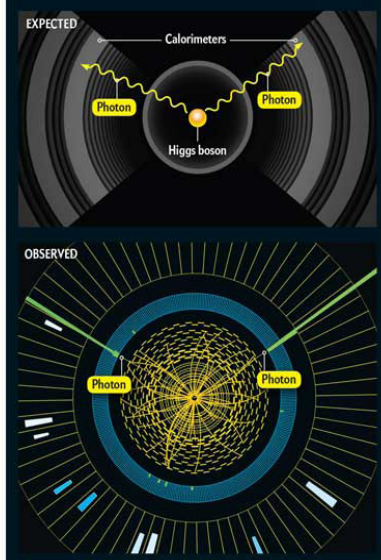 EXPECTED
Calorimeters
Photon
Photon
Higgs boson
OBSERVED
Photon
Photon